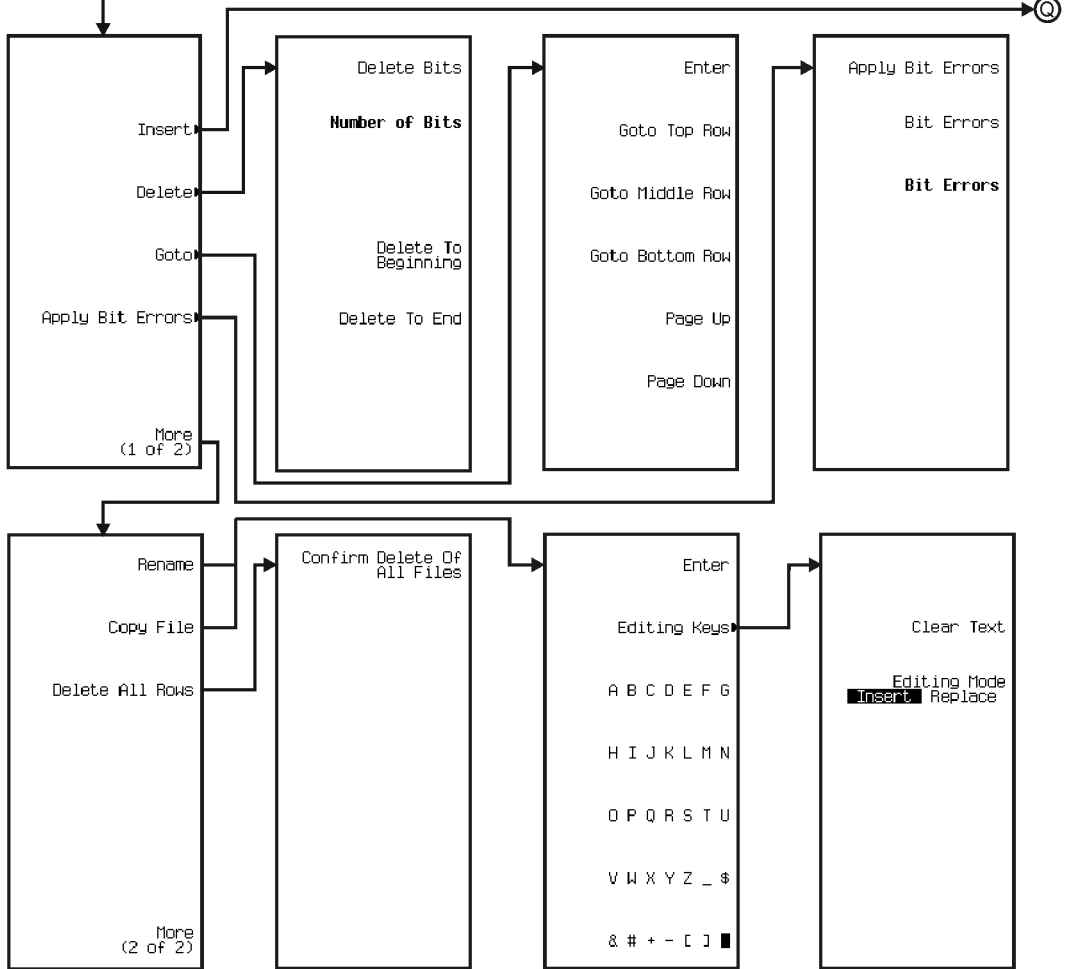 Q
Insert
Delete
Goto
Apply Bit Errors
More
(1 of 2)
Delete Bits
Number of Bits
Delete To
Beginning
Delete To End
Enter
Goto Top Row
Goto Middle Row
Goto Bottom Row
Page Up
Page Down
Apply Bit Errors
Bit Errors
Bit Errors
Rename
Copy File
Delete All Rows
More
(2 of 2)
Confirm Delete Of
All Files
Enter
Editing Keys
A B C D E F G
H I J K L M N
O P Q R S T U
V W X Y Z _ $
& # + - [ ] █
Clear Text
Editing Mode
Insert Replace